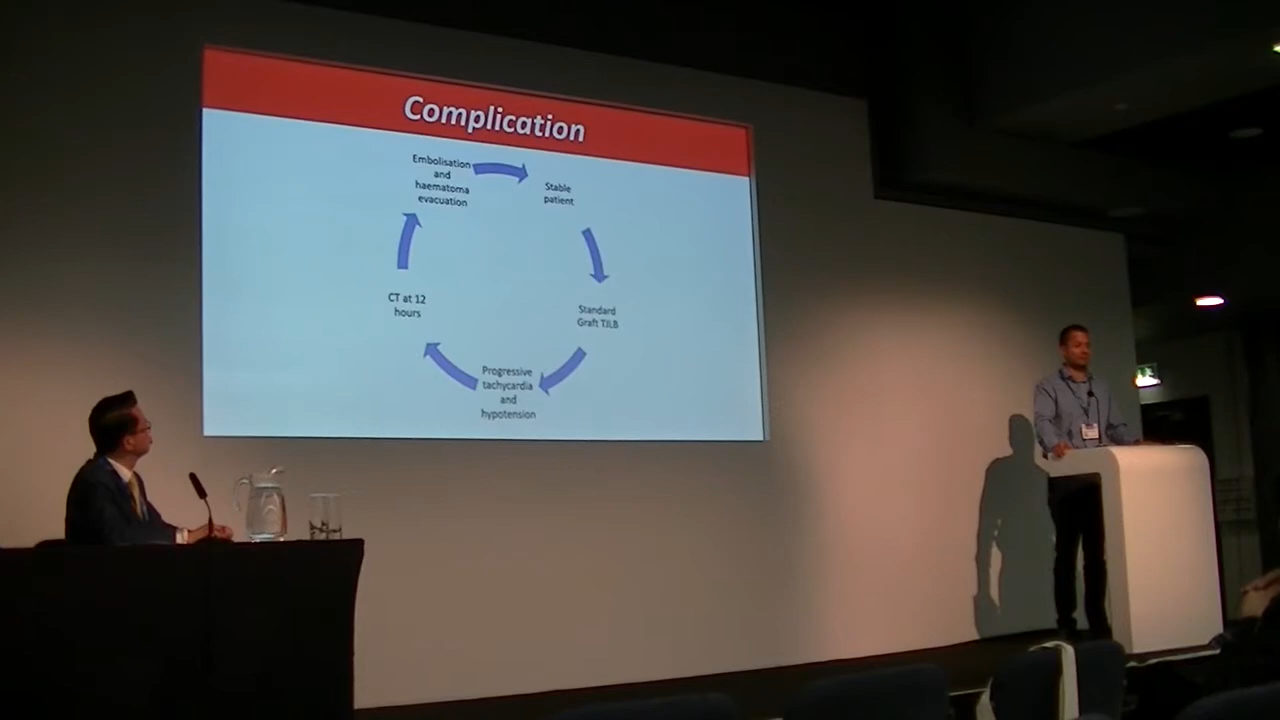 Complication
Embolisation
and
haematoma
evacuation
Stable
patient
Standard
Graft TJLB
Progressive
tachycardia
and
hypotension
CT at 12
hours